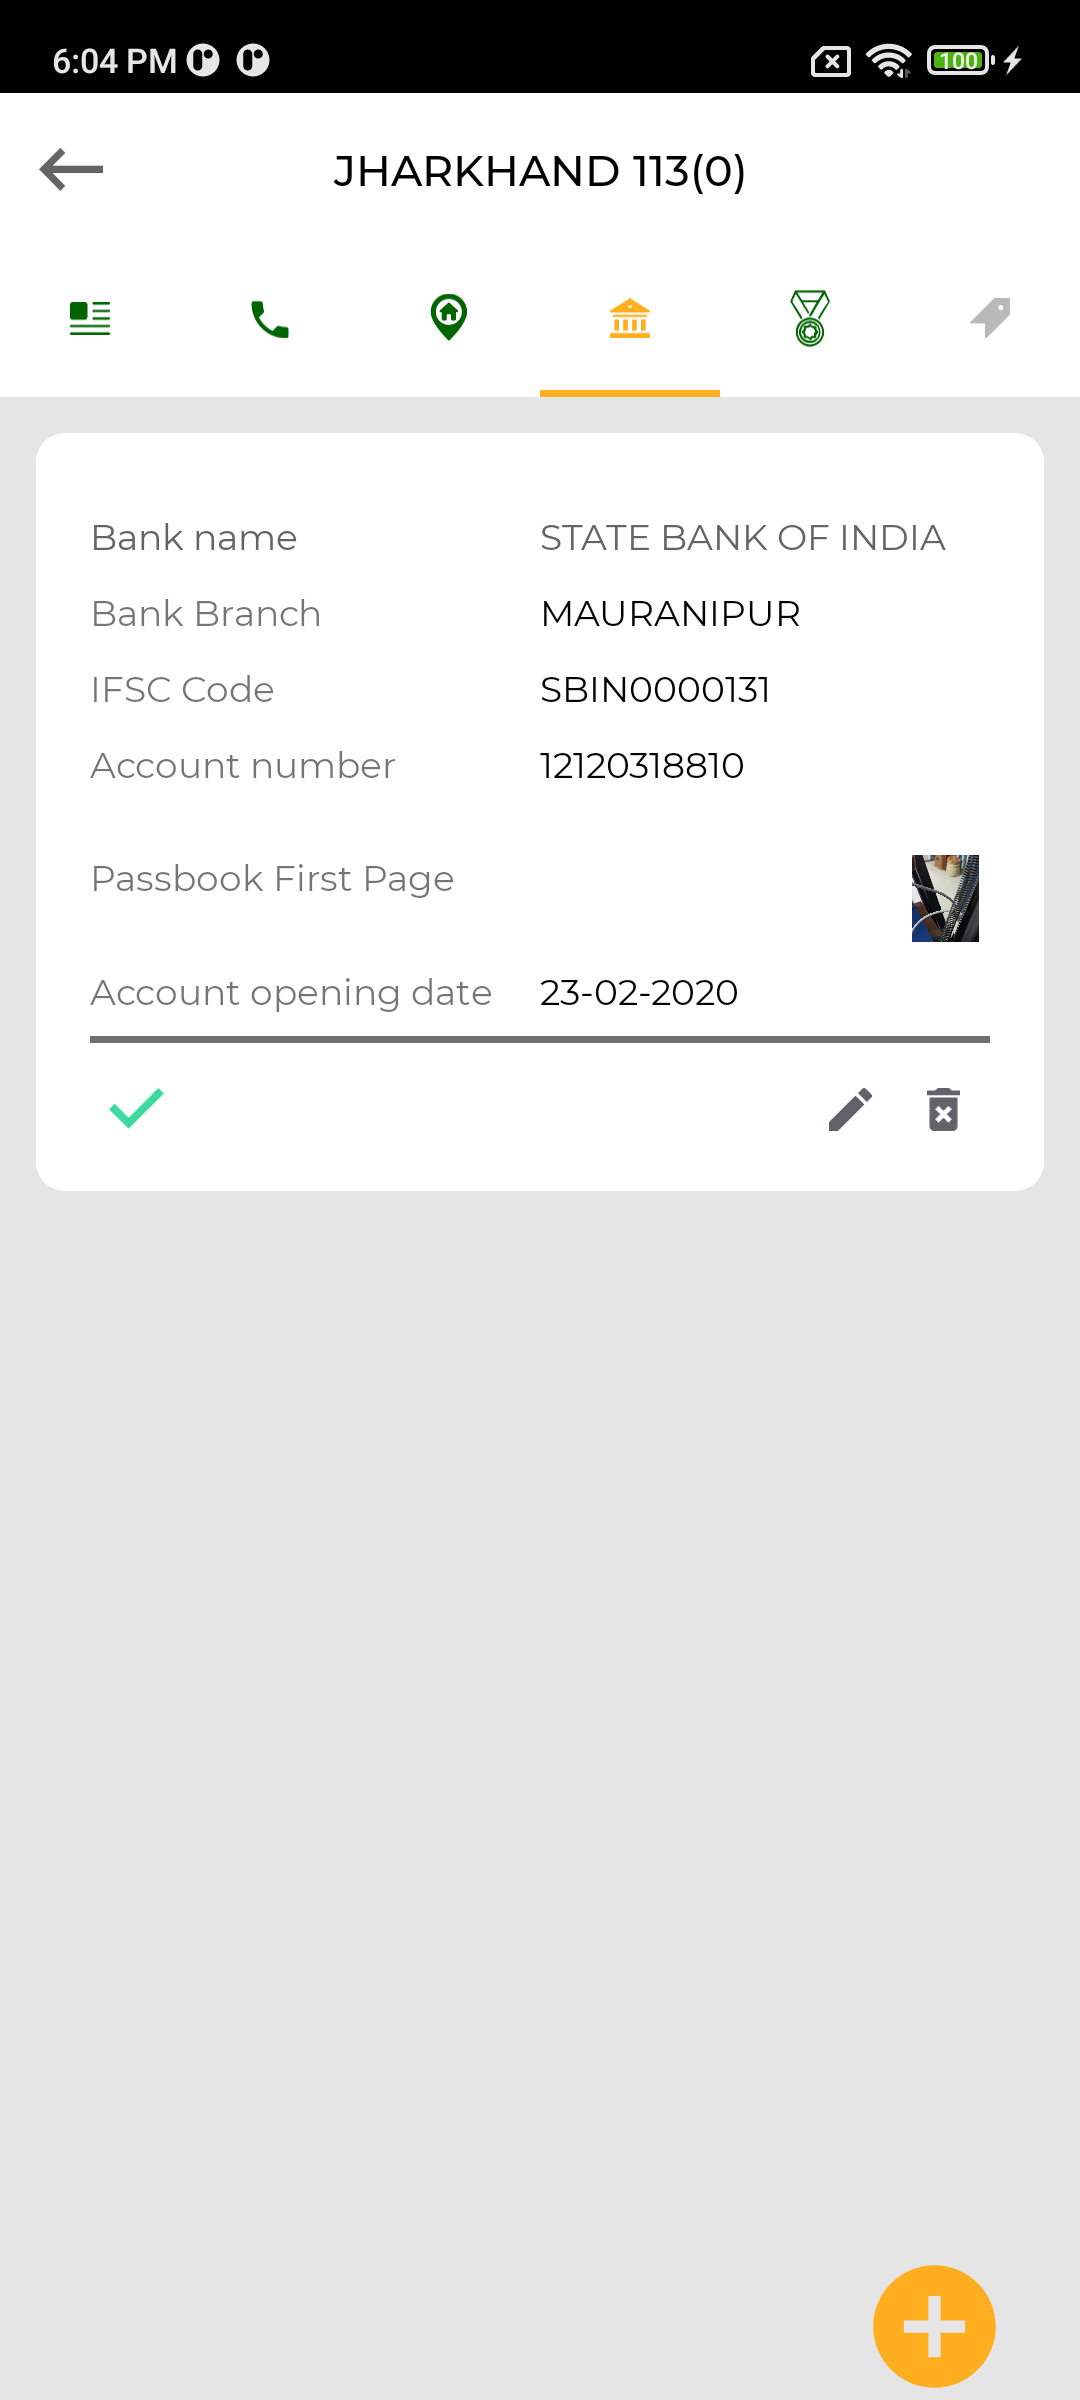 6:04 PM
100
JHARKHAND 113(0)
Bank name STATE BANK OF INDIA
Bank Branch MAURANIPUR
IFSC Code SBIN0000131
Account number 12120318810
Passbook First Page
Account opening date 23-02-2020